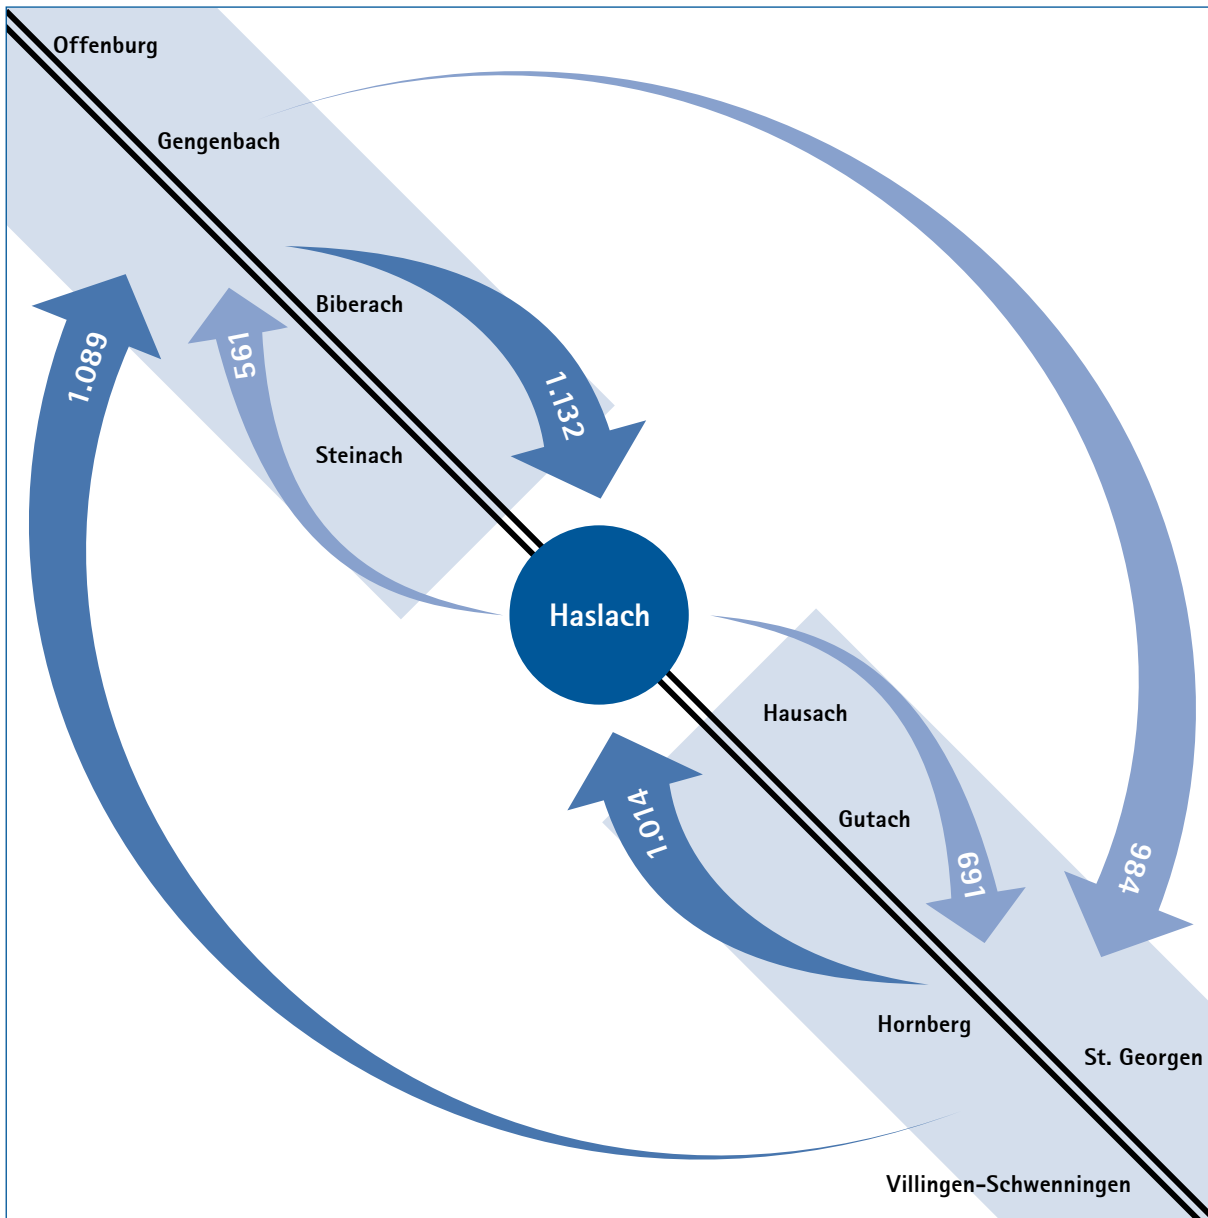 Offenburg
Gengenbach
Biberach
1.089
561
1.132
Steinach
Haslach
Hausach
Gutach
1.014
691
984
Hornberg
St. Georgen
Villingen-Schwenningen